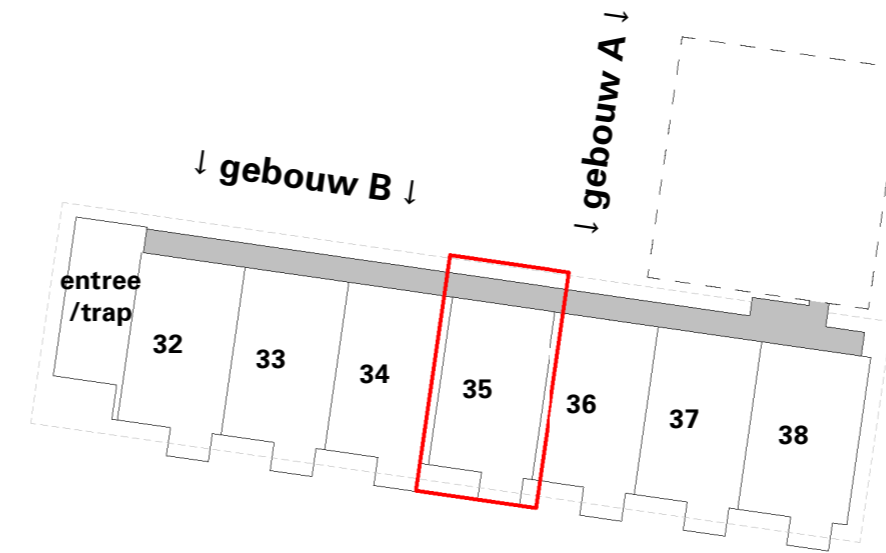 → gebouw A →
↓ gebouw B ↓
entree
/trap
32
33
34
35
36
37
38